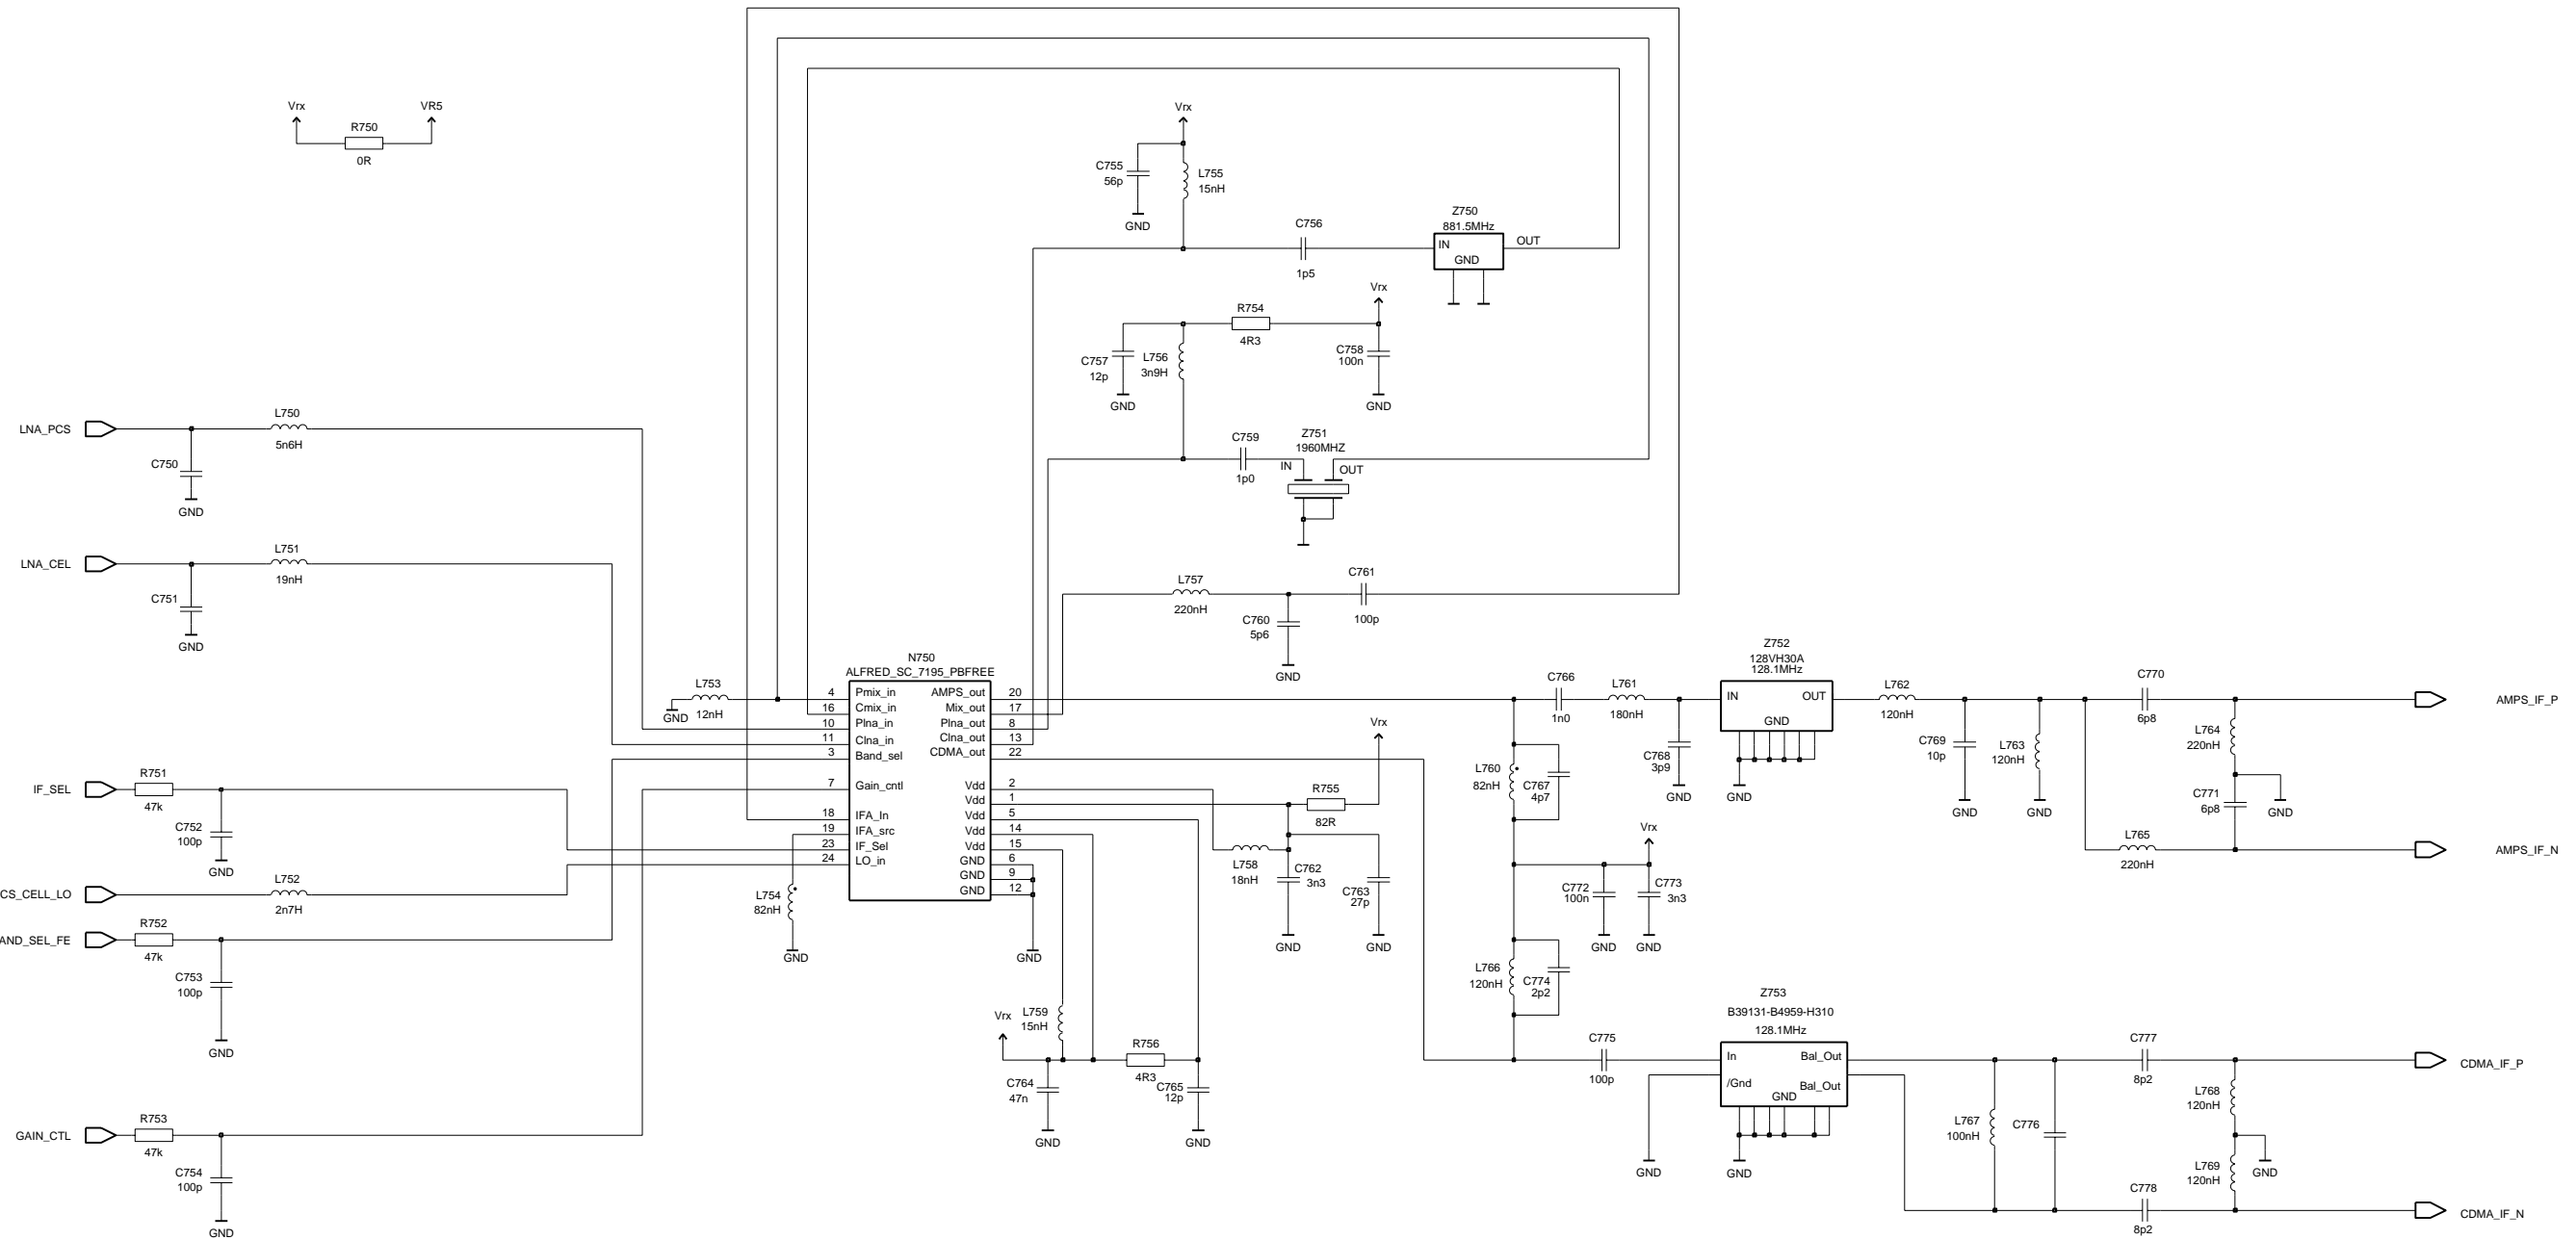 Vrx
VR5
R750
0R
Vrx
C755
56p
L755
15nH
GND
C756
1p5
Z750
881.5MHz
IN
OUT
GND
Vrx
R754
4R3
C757
12p
L756
3n9H
C758
100n
GND
GND
LNA_PCS
L750
5n6H
C750
GND
C759
1p0
Z751
1960MHZ
IN
OUT
LNA_CEL
L751
19nH
C751
GND
L757
220nH
C760
5p6
GND
C761
100p
N750
ALFRED_SC_7195_PBFREE
L753
GND
12nH
4
Pmix_in
AMPS_out
20
16
Cmix_in
Mix_out
17
10
Plna_in
Plna_out
8
11
Clna_in
Clna_out
13
3
Band_sel
CDMA_out
22
7
Gain_cntl
Vdd
2
Vdd
1
18
IFA_In
Vdd
5
19
IFA_src
Vdd
14
23
IF_Sel
Vdd
15
24
LO_in
GND
6
GND
9
GND
12
IF_SEL
R751
47k
C752
100p
GND
CS_CELL_LO
L752
2n7H
AND_SEL_FE
R752
47k
C753
100p
GND
GAIN_CTL
R753
47k
C754
100p
GND
L754
82nH
GND
GND
Vrx
R755
82R
L758
18nH
C762
3n3
C763
27p
GND
GND
Vrx
L759
15nH
C764
47n
GND
R756
4R3
C765
12p
GND
C766
1n0
L761
180nH
C768
3p9
GND
L760
82nH
C767
4p7
Z752
128VH30A
128.1MHz
IN
OUT
GND
GND
L762
120nH
C769
10p
GND
L763
120nH
GND
C770
6p8
L764
220nH
C771
6p8
GND
L765
220nH
AMPS_IF_P
AMPS_IF_N
Vrx
C772
100n
C773
3n3
GND
GND
L766
120nH
C774
2p2
C775
100p
Z753
B39131-B4959-H310
128.1MHz
In
Bal_Out
/Gnd
Bal_Out
GND
GND
GND
L767
100nH
C776
C777
8p2
L768
120nH
L769
120nH
GND
C778
8p2
CDMA_IF_P
CDMA_IF_N